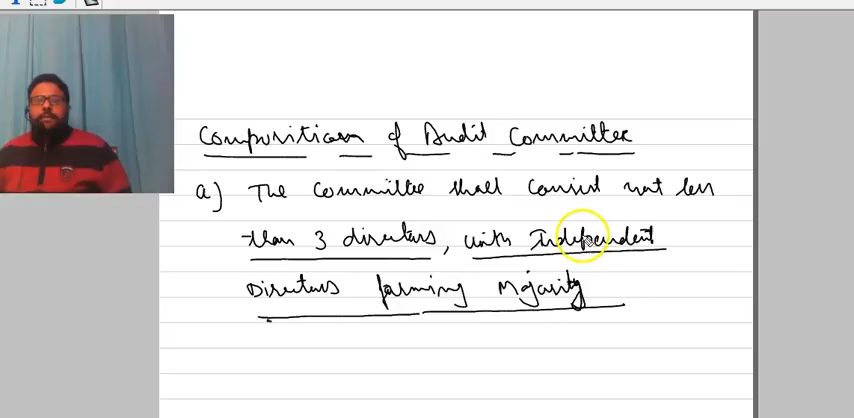 Composition of Audit Committee
a) The Committee shall Consist not less
than 3 directors, with Independent
Directors forming Majority